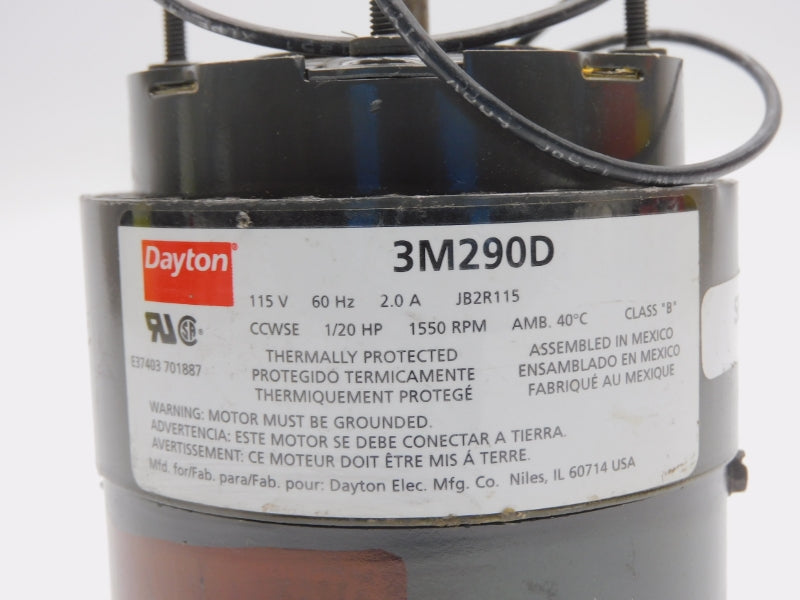 Dayton®
3M290D
115 V 60 Hz 2.0 A JB2R115
CCWSE 1/20 HP 1550 RPM AMB. 40°C CLASS "B"
E37403 701887
THERMALLY PROTECTED
PROTEGIDO TERMICAMENTE
THERMIQUEMENT PROTEGÉ
ASSEMBLED IN MEXICO
ENSAMBLADO EN MEXICO
FABRIQUÉ AU MEXIQUE
WARNING: MOTOR MUST BE GROUNDED.
ADVERTENCIA: ESTE MOTOR SE DEBE CONECTAR A TIERRA.
AVERTISSEMENT: CE MOTEUR DOIT ÊTRE MIS Á TERRE.
Mfd. for/Fab. para/Fab. pour: Dayton Elec. Mfg. Co. Niles, IL 60714 USA